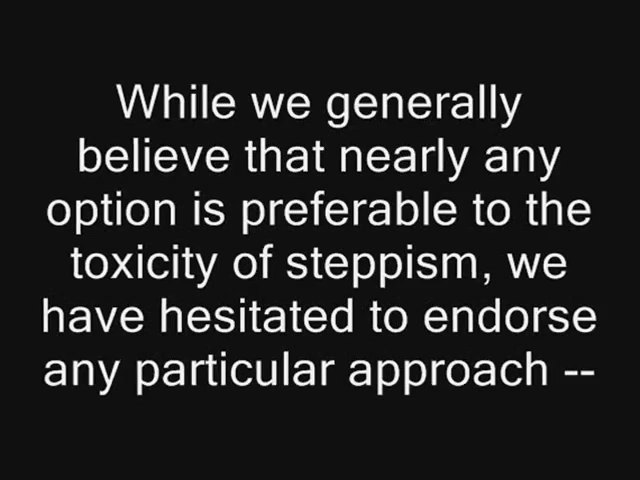 While we generally
believe that nearly any
option is preferable to the
toxicity of steppism, we
have hesitated to endorse
any particular approach --